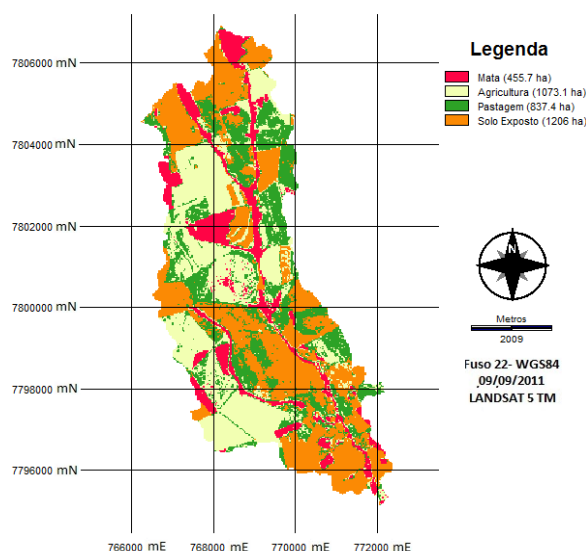 7806000 mN
7804000 mN
7802000 mN
7800000 mN
7798000 mN
7796000 mN
766000 mE
768000 mE
770000 mE
772000 mE
Legenda
Mata (455.7 ha)
Agricultura (1073.1 ha)
Pastagem (837.4 ha)
Solo Exposto (1206 ha)
N
Metros
2009
Fuso 22- WGS84
09/09/2011
LANDSAT 5 TM